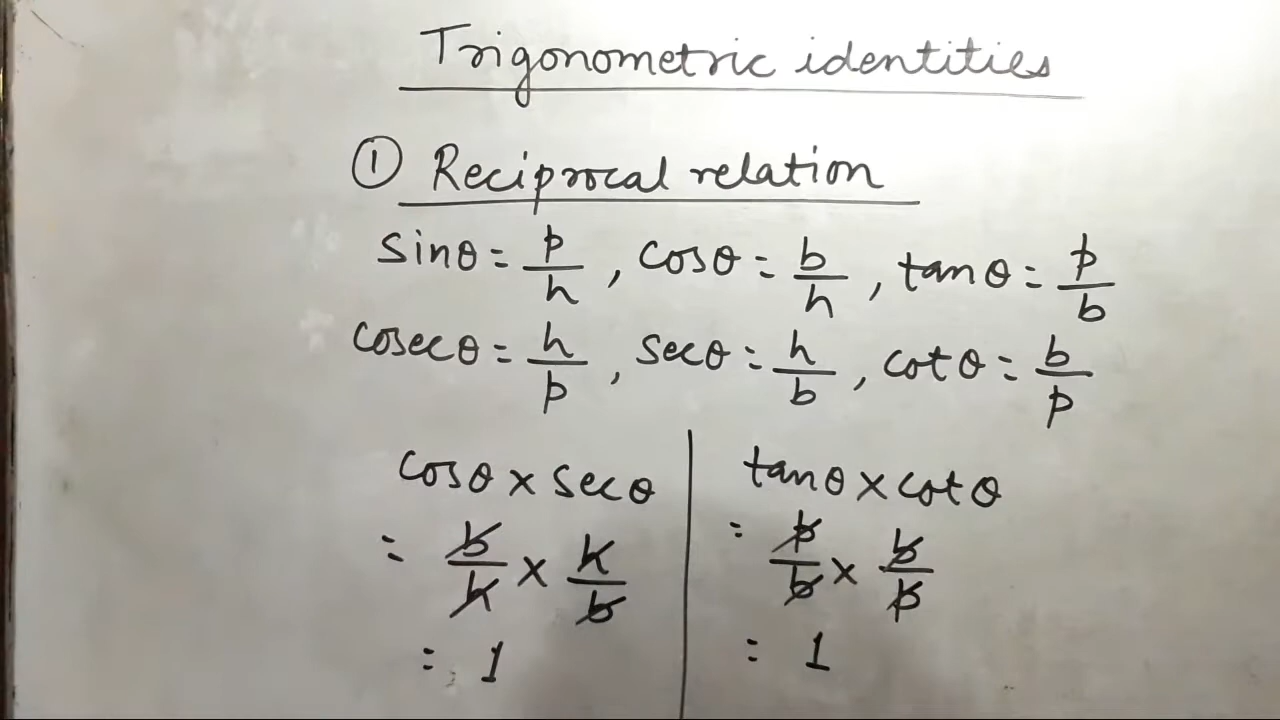 Trigonometric identities
① Reciprocal relation
sinθ = p/h , cosθ = b/h , tanθ = p/b
cosecθ = h/p , secθ = h/b , cotθ = b/p
cosθ × secθ
= b/h × h/b
= 1
tanθ × cotθ
= p/b × b/p
= 1